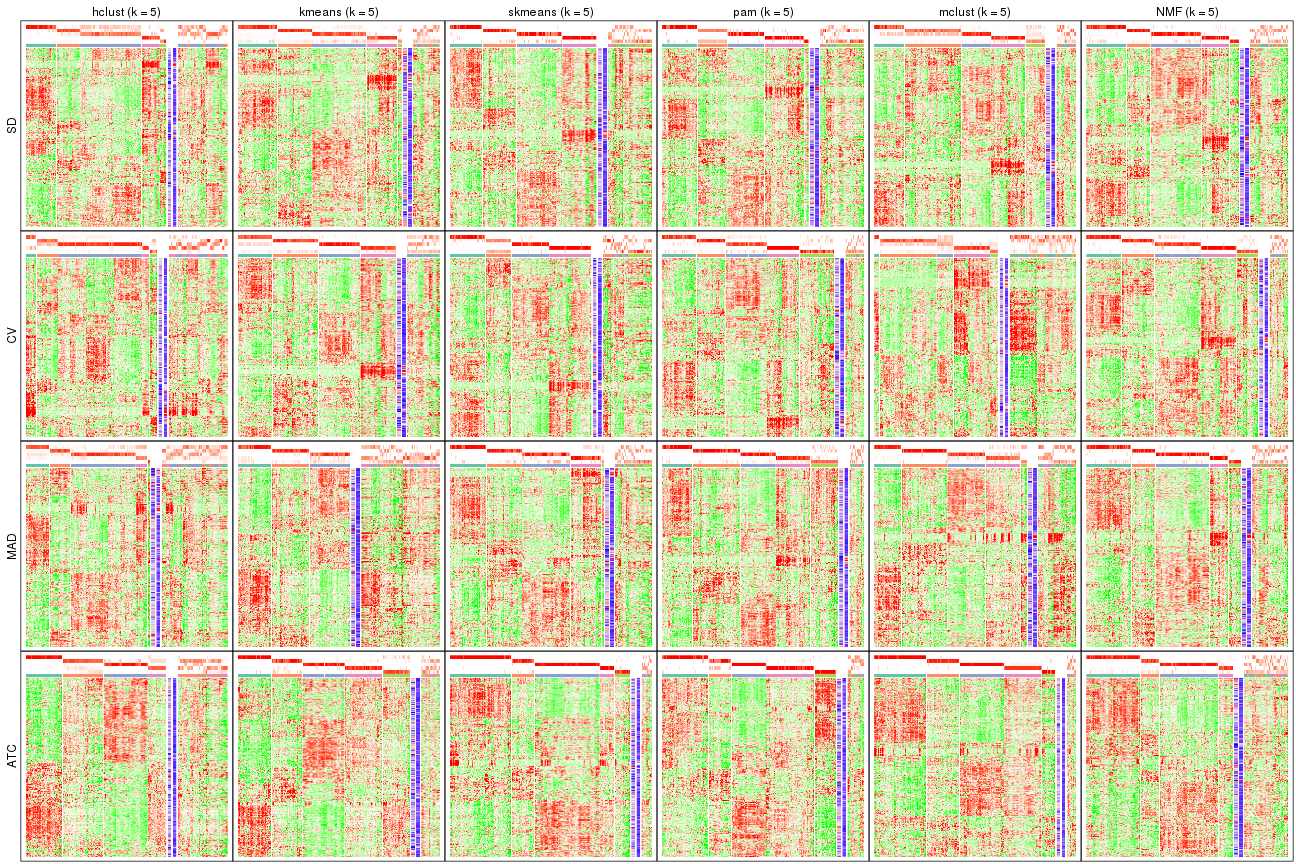 hclust (k = 5) kmeans (k = 5) skmeans (k = 5) pam (k = 5) mclust (k = 5) NMF (k = 5)
SD
CV
MAD
ATC